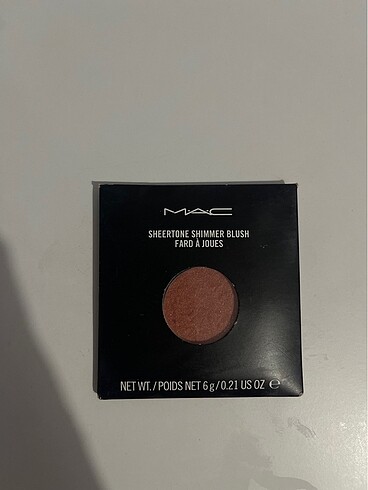 MAC
SHEERTONE SHIMMER BLUSH
FARD À JOUES
NET WT. / POIDS NET 6 g / 0.21 US OZ ℮